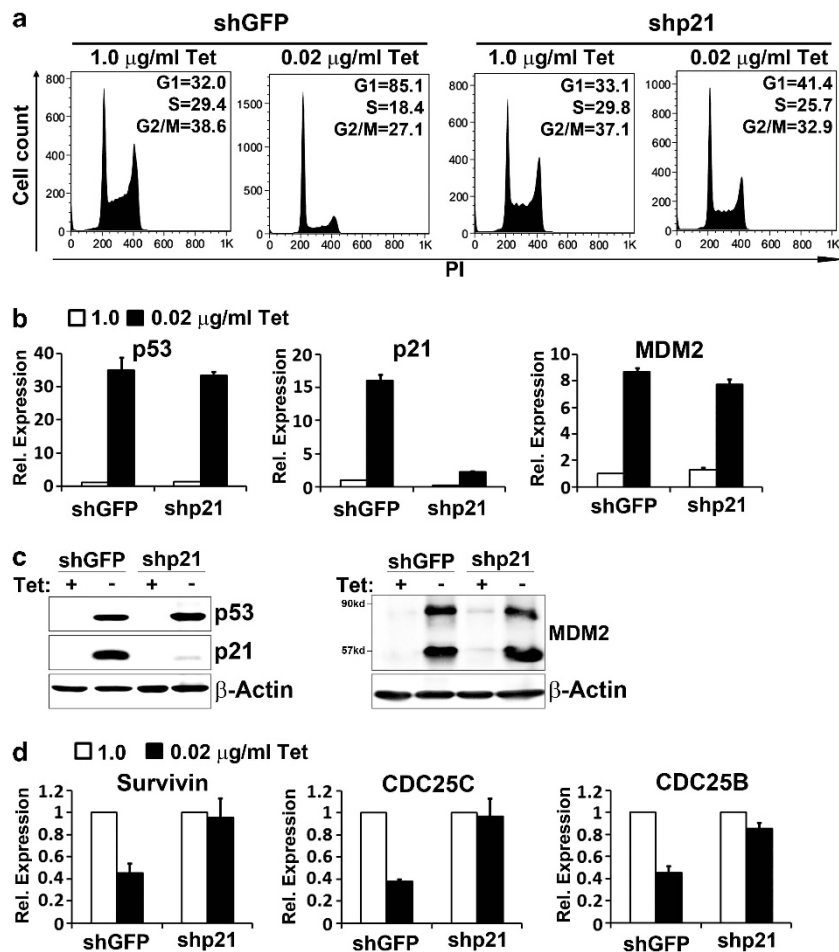 a
shGFP shp21
1.0 μg/ml Tet 0.02 μg/ml Tet 1.0 μg/ml Tet 0.02 μg/ml Tet
G1=32.0
S=29.4
G2/M=38.6
G1=85.1
S=18.4
G2/M=27.1
G1=33.1
S=29.8
G2/M=37.1
G1=41.4
S=25.7
G2/M=32.9
Cell count
800
600
400
200
0
0 200 400 600 800 1K
1500
1000
500
0
0 200 400 600 800 1K
800
600
400
200
0
0 200 400 600 800 1K
1000
800
600
400
200
0
0 200 400 600 800 1K
PI
b
1.0 0.02 μg/ml Tet
p53
Rel. Expression
40
30
20
10
0
shGFP shp21
p21
Rel. Expression
20
15
10
5
0
shGFP shp21
MDM2
Rel. Expression
10
8
6
4
2
0
shGFP shp21
c
shGFP shp21
Tet: + - + -
p53
p21
β-Actin
shGFP shp21
Tet: + - + -
90kd
57kd
MDM2
β-Actin
d
1.0 0.02 μg/ml Tet
Survivin
Rel. Expression
1.2
1
0.8
0.6
0.4
0.2
0
shGFP shp21
CDC25C
Rel. Expression
1.2
1
0.8
0.6
0.4
0.2
0
shGFP shp21
CDC25B
Rel. Expression
1.2
1
0.8
0.6
0.4
0.2
0
shGFP shp21